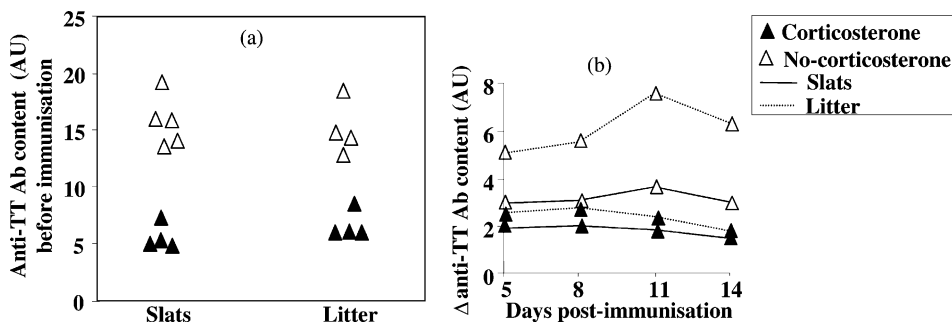 Anti-TT Ab content (AU)
before immunisation
25
20
15
10
5
0
(a)
Slats
Litter
Δ anti-TT Ab content (AU)
8
6
4
2
0
(b)
5
8
11
14
Days post-immunisation
▲ Corticosterone
△ No-corticosterone
Slats
Litter